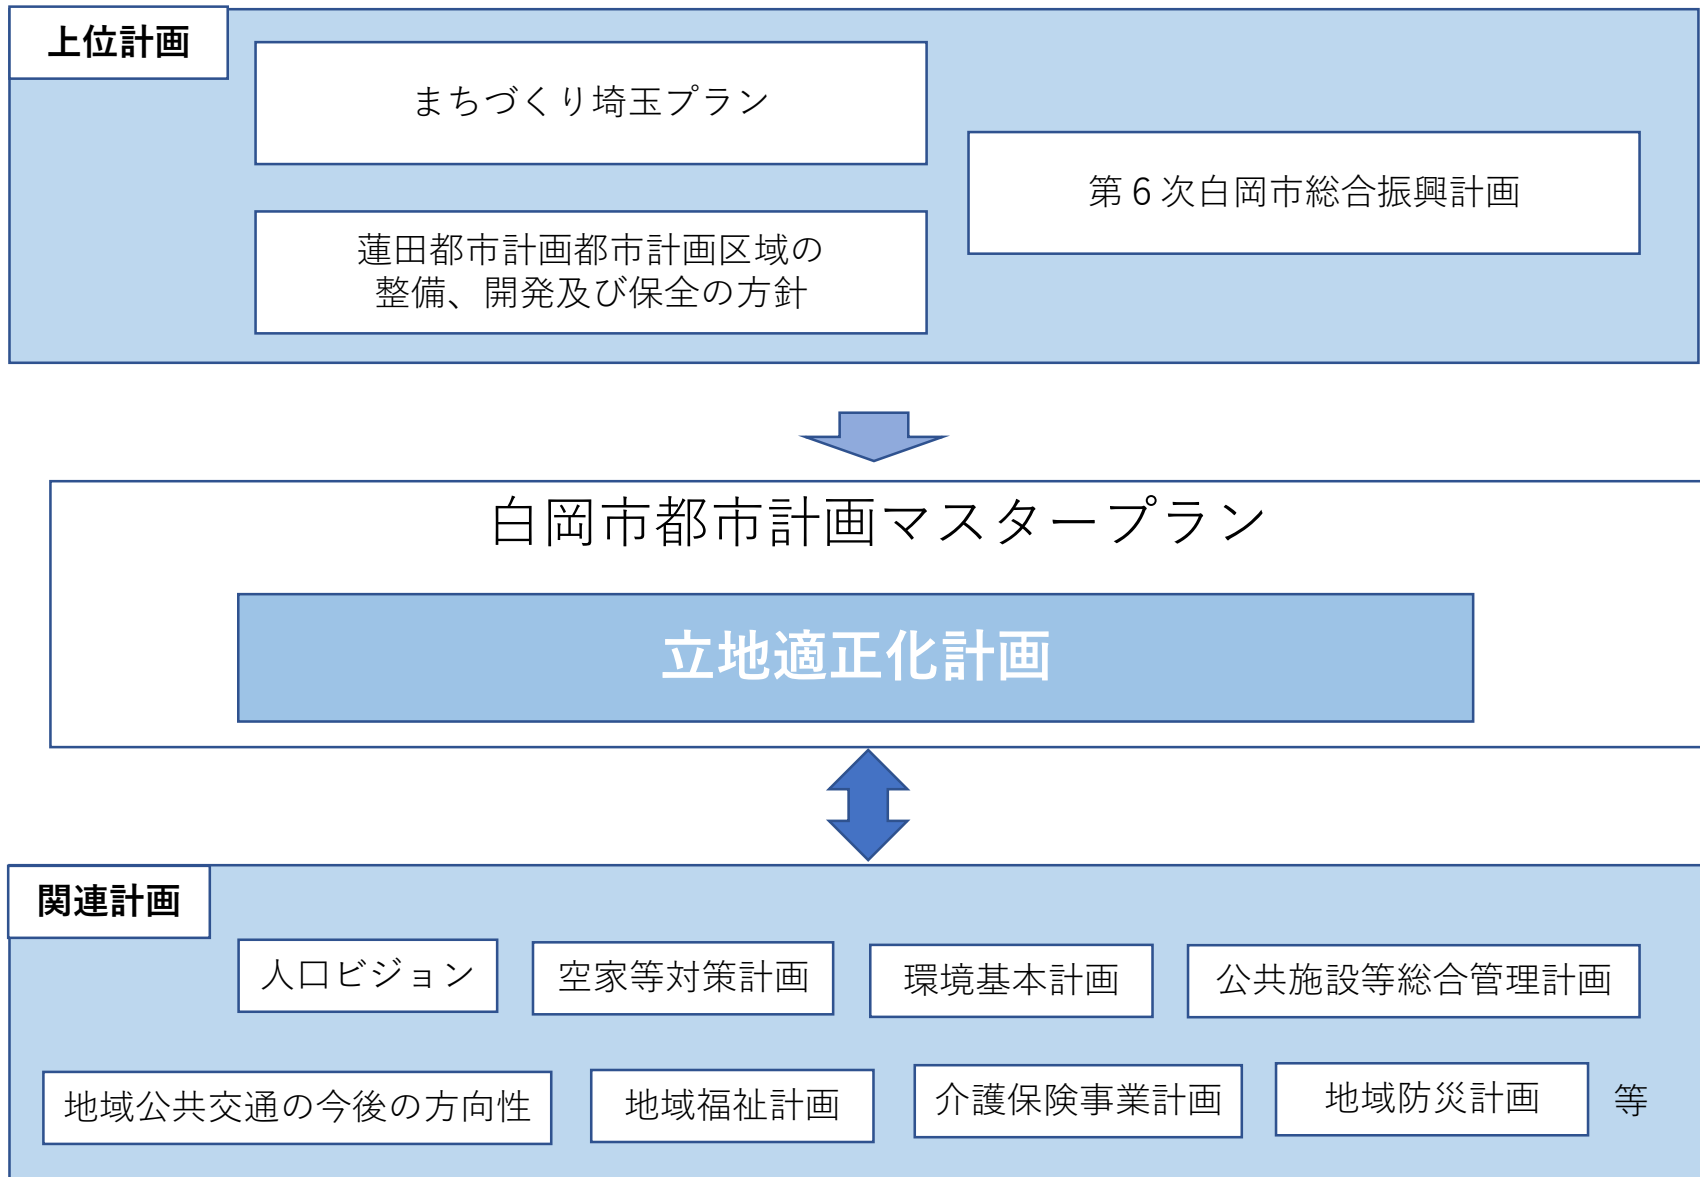 上位計画
まちづくり埼玉プラン
第6次白岡市総合振興計画
蓮田都市計画都市計画区域の
整備、開発及び保全の方針
白岡市都市計画マスタープラン
立地適正化計画
関連計画
人口ビジョン
空家等対策計画
環境基本計画
公共施設等総合管理計画
地域公共交通の今後の方向性
地域福祉計画
介護保険事業計画
地域防災計画
等